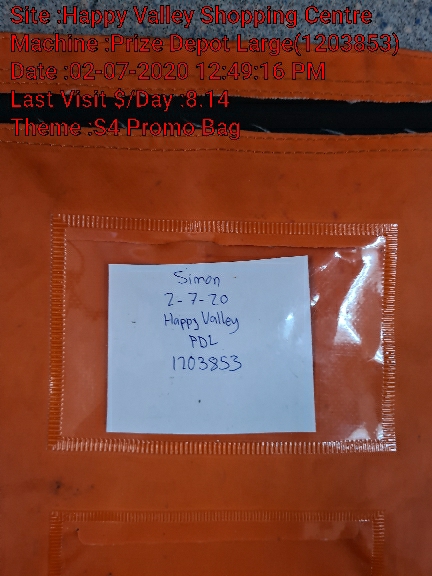 Site :Happy Valley Shopping Centre
Machine :Prize Depot Large(1203853)
Date :02-07-2020 12:49:16 PM
Last Visit $/Day :8.14
Theme :S4 Promo Bag
Simon
2-7-20
Happy Valley
PDL
1203853